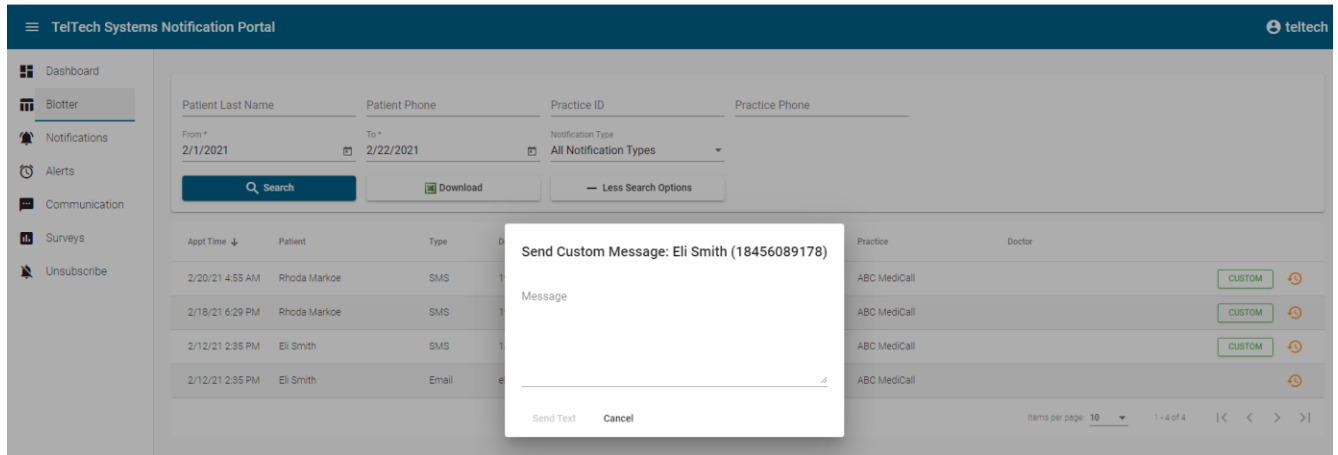 TelTech Systems Notification Portal
teltech
Dashboard
Blotter
Notifications
Alerts
Communication
Surveys
Unsubscribe
Patient Last Name Patient Phone Practice ID Practice Phone
From * To * Notification Type
2/1/2021 2/22/2021 All Notification Types
Search Download Less Search Options
Appt Time Patient Type Practice Doctor
2/20/21 4:55 AM Rhoda Markoe SMS ABC MediCall CUSTOM
2/18/21 6:29 PM Rhoda Markoe SMS ABC MediCall CUSTOM
2/12/21 2:35 PM Eli Smith SMS ABC MediCall CUSTOM
2/12/21 2:35 PM Eli Smith Email ABC MediCall
Items per page: 10 1 - 4 of 4
Send Custom Message: Eli Smith (18456089178)
Message
Send Text Cancel